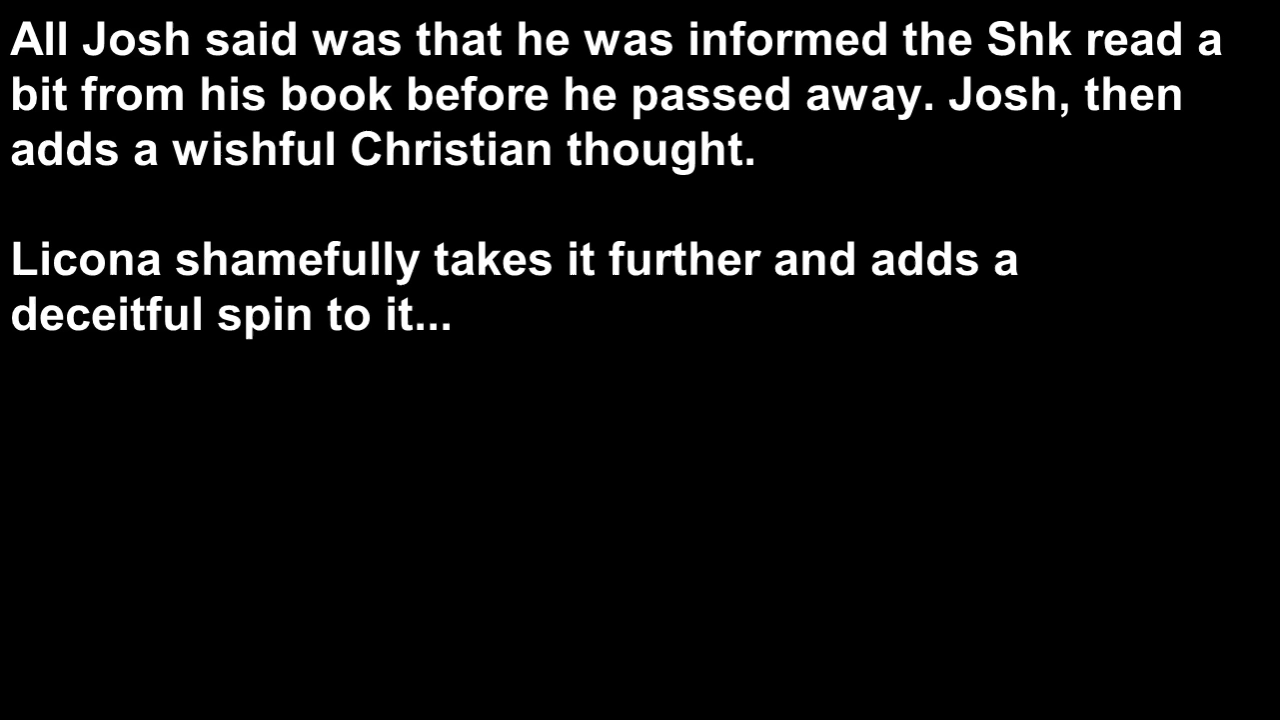 All Josh said was that he was informed the Shk read a
bit from his book before he passed away. Josh, then
adds a wishful Christian thought.
Licona shamefully takes it further and adds a
deceitful spin to it...